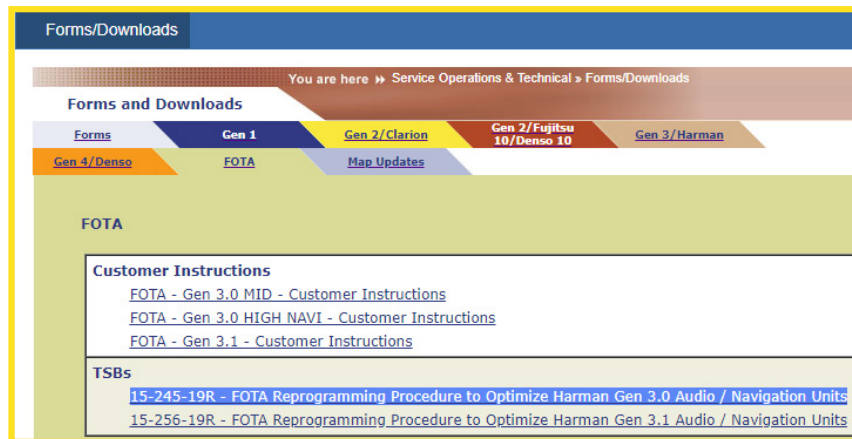 Forms/Downloads
You are here » Service Operations & Technical » Forms/Downloads
Forms and Downloads
Forms
Gen 1
Gen 2/Clarion
Gen 2/Fujitsu
10/Denso 10
Gen 3/Harman
Gen 4/Denso
FOTA
Map Updates
FOTA
Customer Instructions
FOTA - Gen 3.0 MID - Customer Instructions
FOTA - Gen 3.0 HIGH NAVI - Customer Instructions
FOTA - Gen 3.1 - Customer Instructions
TSBs
15-245-19R - FOTA Reprogramming Procedure to Optimize Harman Gen 3.0 Audio / Navigation Units
15-256-19R - FOTA Reprogramming Procedure to Optimize Harman Gen 3.1 Audio / Navigation Units